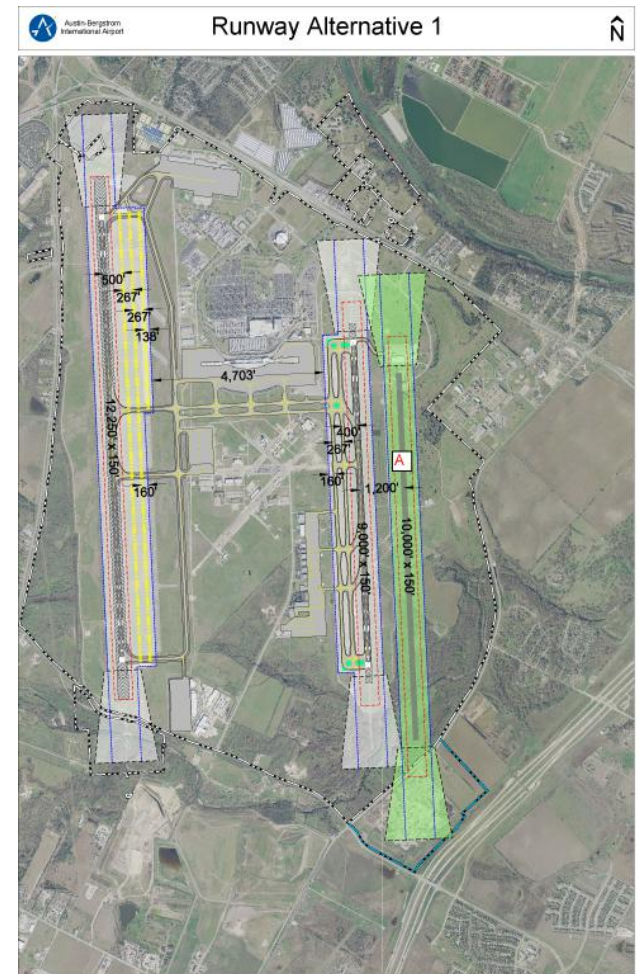 Austin-Bergstrom
International Airport
Runway Alternative 1
N
500'
267'
267'
138'
4,703'
12,250' x 150'
160'
400'
267'
160'
A
1,200'
9,000' x 150'
10,000' x 150'